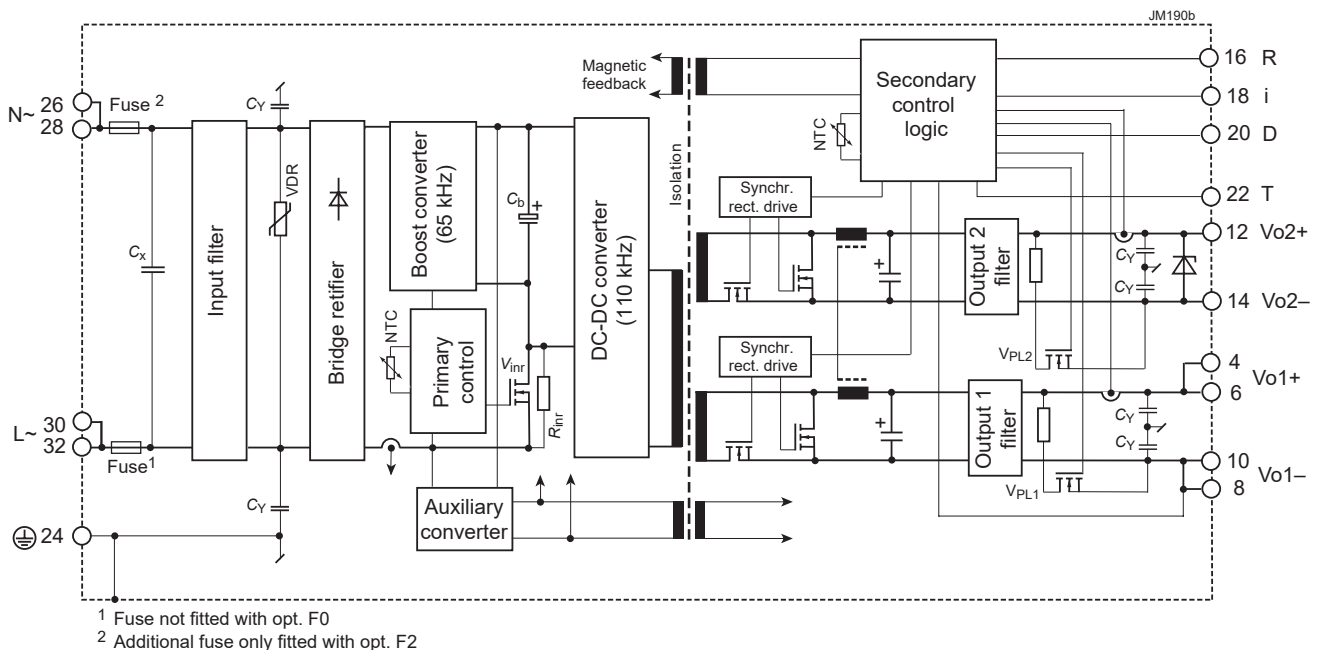 JM190b
N~
26
28
Fuse 2
CY
Cx
Input filter
VDR
Bridge retifier
Boost converter
(65 kHz)
Cb
+
NTC
Primary
control
Vinr
Rinr
DC-DC converter
(110 kHz)
L~
30
32
Fuse1
CY
24
Auxiliary
converter
Magnetic
feedback
Isolation
Secondary
control
logic
NTC
Synchr.
rect. drive
+
Output 2
filter
CY
CY
VPL2
Synchr.
rect. drive
+
Output 1
filter
CY
CY
VPL1
16 R
18 i
20 D
22 T
12 Vo2+
14 Vo2–
4
Vo1+
6
10
Vo1–
8
1 Fuse not fitted with opt. F0
2 Additional fuse only fitted with opt. F2